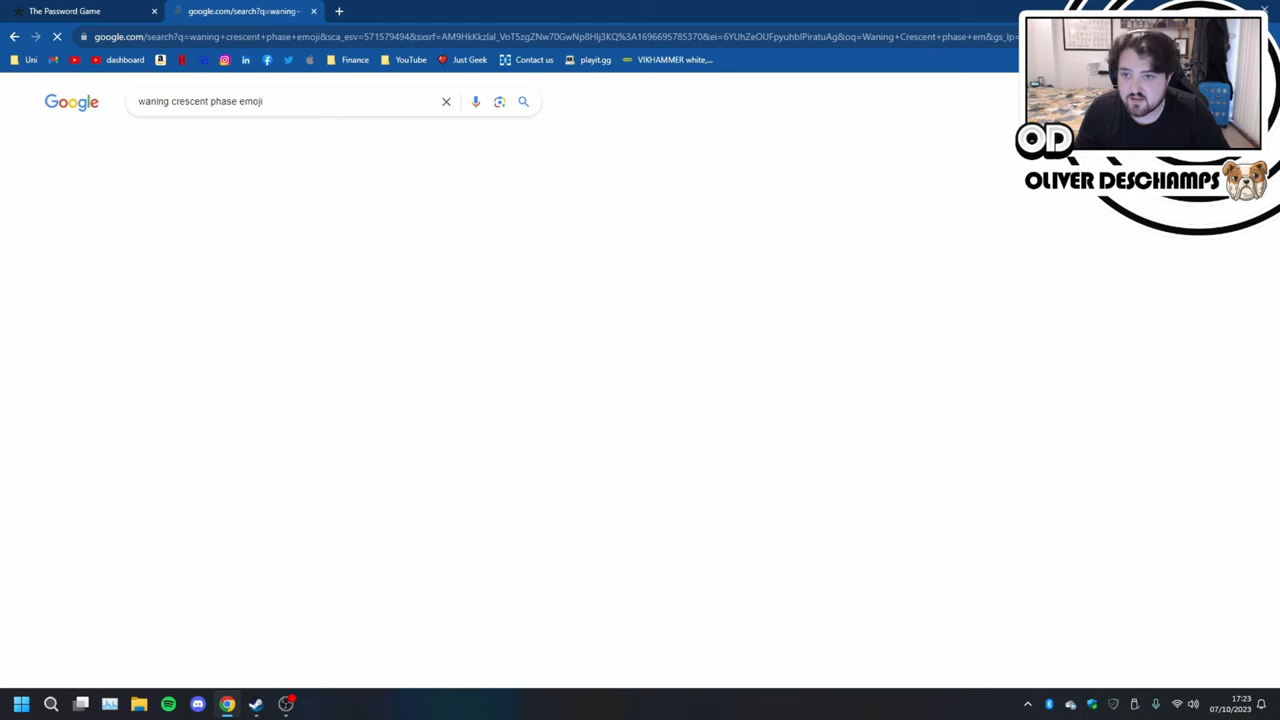 The Password Game
google.com/search?q=waning-
google.com/search?q=waning+crescent+phase+emoji&sca_esv=571579494&sxsrf=AM9HkKkzlaI_VoT5zgZNw70GwNp8HIj3KQ%3A1696695785370&ei=6YUhZeOUFpyuhbIPiratuAg&oq=Waning+Crescent+phase+em&gs_lp=
Uni
dashboard
Finance
YouTube
Just Geek
Contact us
playit.gg
VIKHAMMER white,...
Google
waning crescent phase emoji
OD
OLIVER DESCHAMPS
17:23
07/10/2023